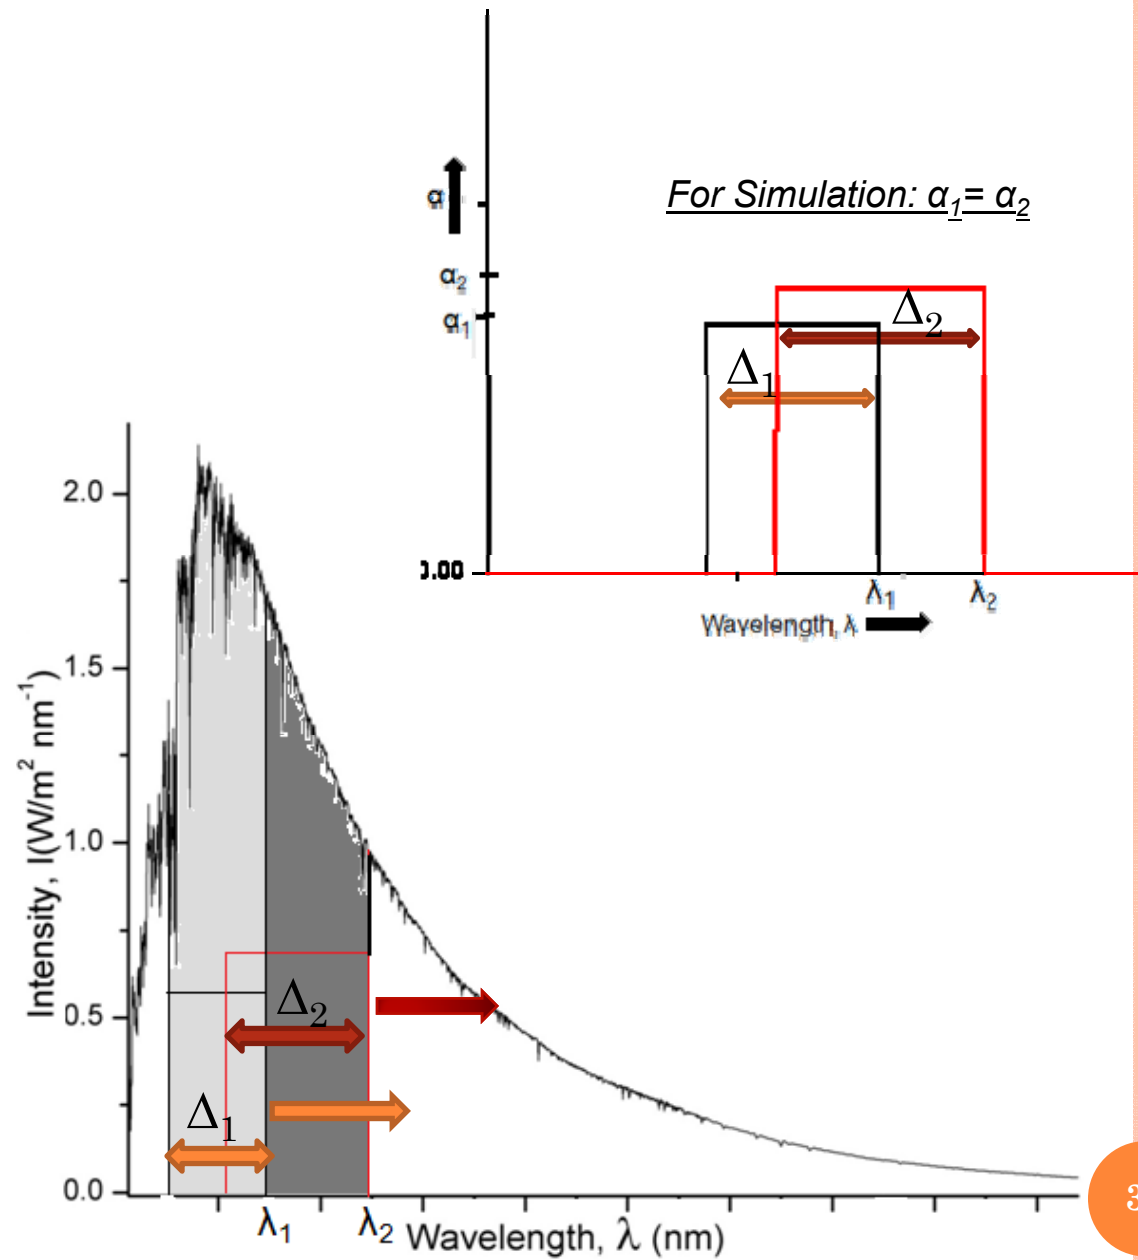 For Simulation: α₁= α₂
α
α₂
α₁
Δ₂
Δ₁
0.00
λ₁
λ₂
Wavelength, λ
2.0
1.5
1.0
0.5
0.0
Intensity, I(W/m² nm⁻¹)
Δ₂
Δ₁
λ₁
λ₂
Wavelength, λ (nm)
3